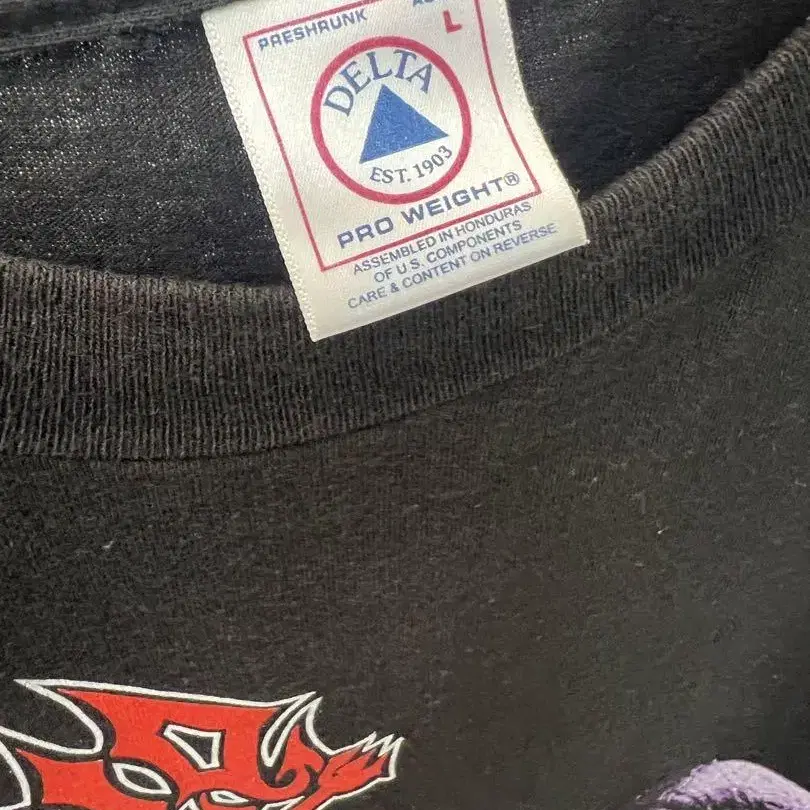 PRESHRUNK
L
DELTA
EST. 1903
PRO WEIGHT®
ASSEMBLED IN HONDURAS
OF U.S. COMPONENTS
CARE & CONTENT ON REVERSE